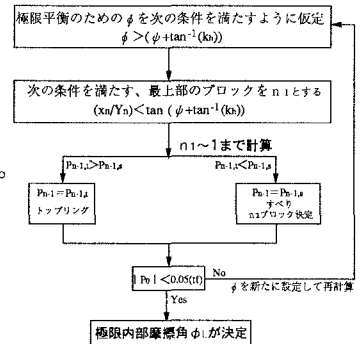 極限平衡のためのφを次の条件を満たすように仮定
φ>(ψ+tan⁻¹(kh))
次の条件を満たす、最上部のブロックをn1とする
(xn/Yn)<tan (ψ+tan⁻¹(kh))
n1～1まで計算
Pn-1,t>Pn-1,s
Pn-1,t<Pn-1,s
Pn-1=Pn-1,t
トップリング
Pn-1=Pn-1,s
すべり
n2ブロック決定
| P0 | <0.05(tf)
No
φを新たに設定して再計算
Yes
極限内部摩擦角φLが決定